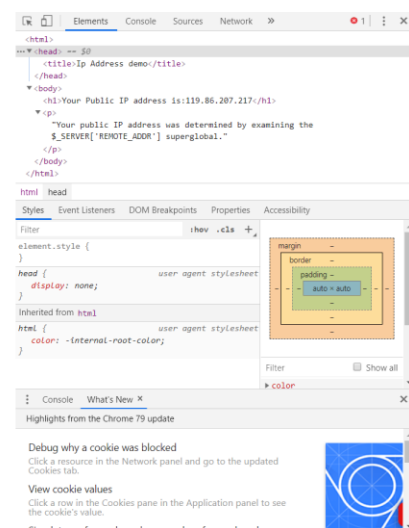 Elements Console Sources Network » 1
<html>
··· ▼<head> == $0
<title>Ip Address demo</title>
</head>
▼<body>
<h1>Your Public IP address is:119.86.207.217</h1>
▼<p>
"Your public IP address was determined by examining the
$_SERVER['REMOTE_ADDR'] superglobal."
</p>
</body>
</html>
html head
Styles Event Listeners DOM Breakpoints Properties Accessibility
Filter :hov .cls +
element.style {
}
head { user agent stylesheet
display: none;
}
Inherited from html
html { user agent stylesheet
color: -internal-root-color;
}
margin –
border –
padding –
– – – auto × auto – – –
–
–
–
Filter Show all
▶ color
Console What's New ×
Highlights from the Chrome 79 update
Debug why a cookie was blocked
Click a resource in the Network panel and go to the updated
Cookies tab.
View cookie values
Click a row in the Cookies pane in the Application panel to see
the cookie's value.